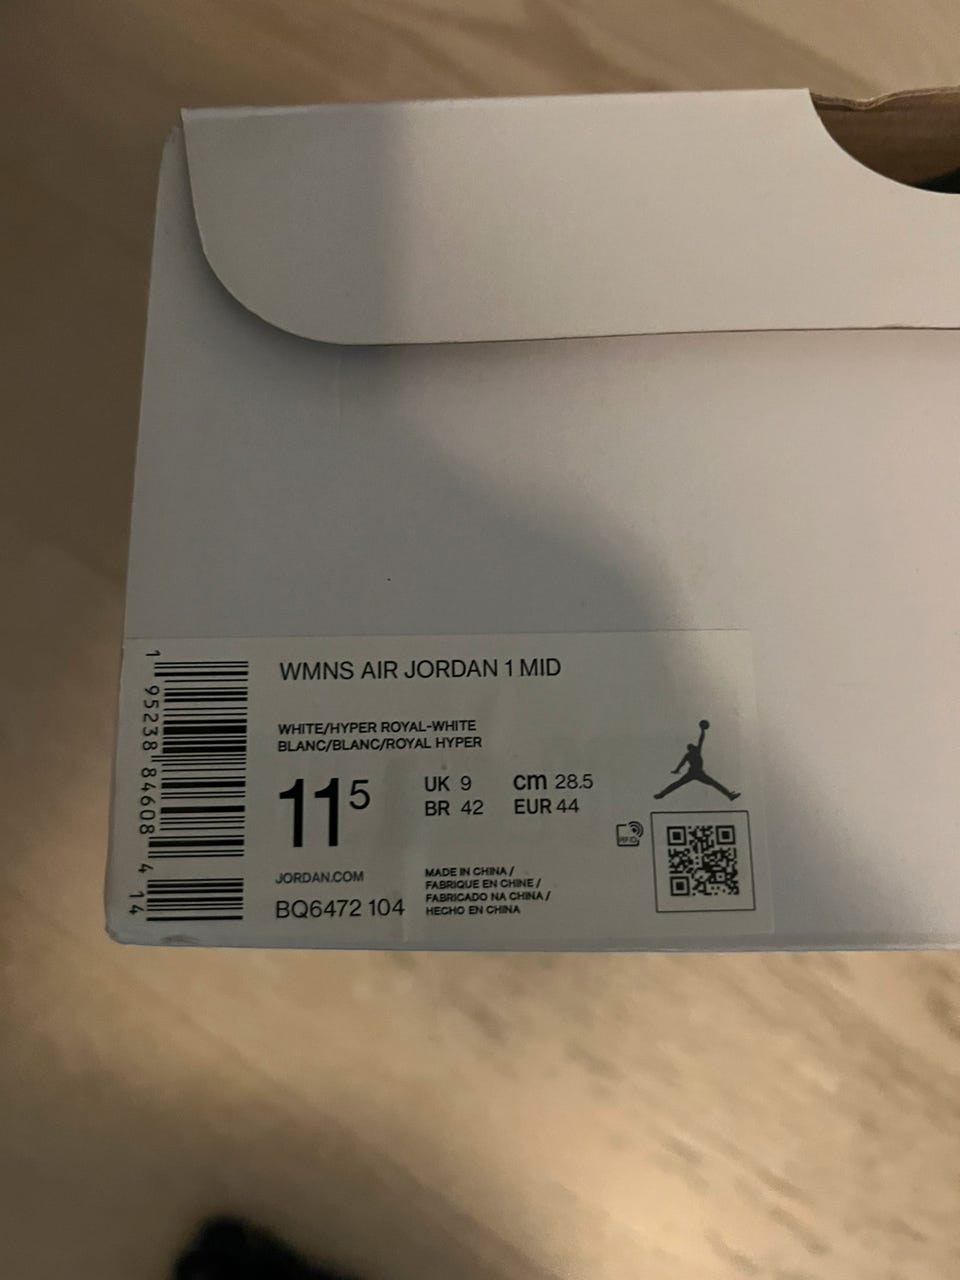 WMNS AIR JORDAN 1 MID
WHITE/HYPER ROYAL-WHITE
BLANC/BLANC/ROYAL HYPER
11⁵
UK 9 cm 28.5
BR 42 EUR 44
JORDAN.COM
BQ6472 104
MADE IN CHINA /
FABRIQUE EN CHINE /
FABRICADO NA CHINA /
HECHO EN CHINA
RFID
1 95238 84608 4 14